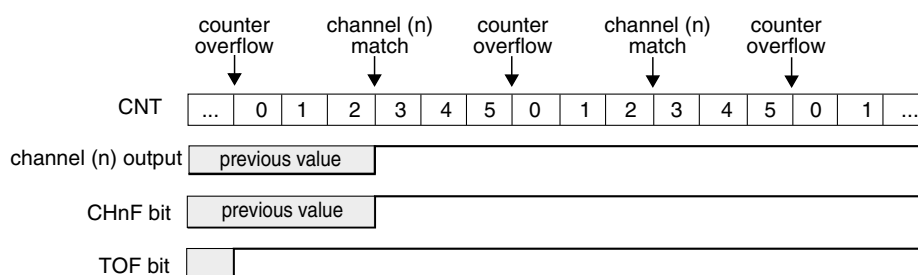 counter overflow channel (n) match counter overflow channel (n) match counter overflow
CNT ... 0 1 2 3 4 5 0 1 2 3 4 5 0 1 ...
channel (n) output previous value
CHnF bit previous value
TOF bit